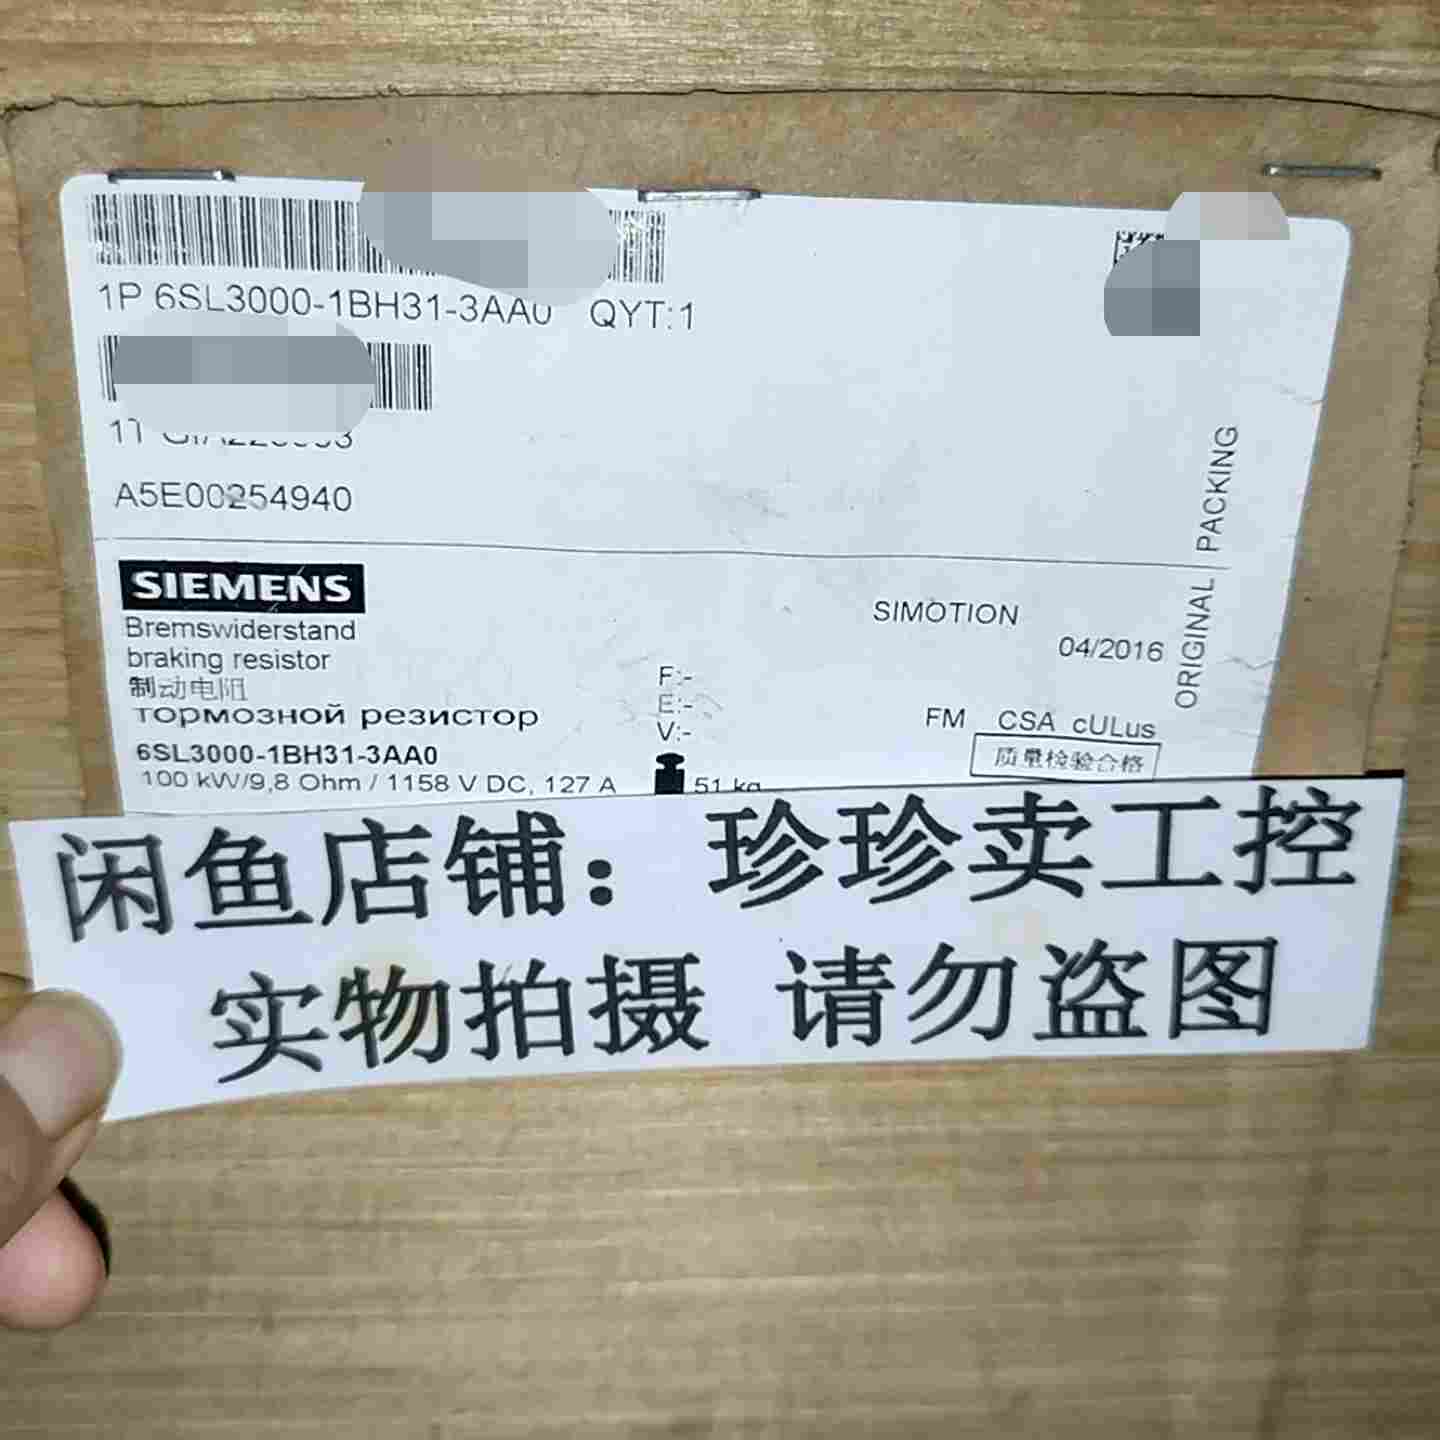 1P 6SL3000-1BH31-3AA0 QYT:1
A5E00254940
ORIGINAL PACKING
SIEMENS
Bremswiderstand
braking resistor
制动电阻
тормозной резистор
6SL3000-1BH31-3AA0
100 kW/9,8 Ohm / 1158 V DC, 127 A
F:-
E:-
V:-
51 kg
SIMOTION
04/2016
FM CSA cULus
质量检验合格
闲鱼店铺：珍珍卖工控
实物拍摄 请勿盗图